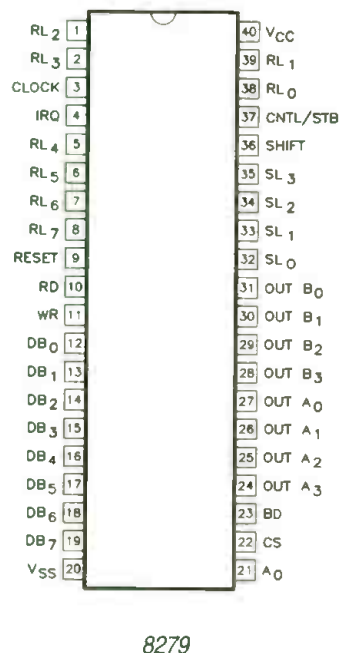 RL2 1
RL3 2
CLOCK 3
IRQ 4
RL4 5
RL5 6
RL6 7
RL7 8
RESET 9
RD 10
WR 11
DB0 12
DB1 13
DB2 14
DB3 15
DB4 16
DB5 17
DB6 18
DB7 19
VSS 20
40 VCC
39 RL1
38 RL0
37 CNTL/STB
36 SHIFT
35 SL3
34 SL2
33 SL1
32 SL0
31 OUT B0
30 OUT B1
29 OUT B2
28 OUT B3
27 OUT A0
26 OUT A1
25 OUT A2
24 OUT A3
23 BD
22 CS
21 A0
8279